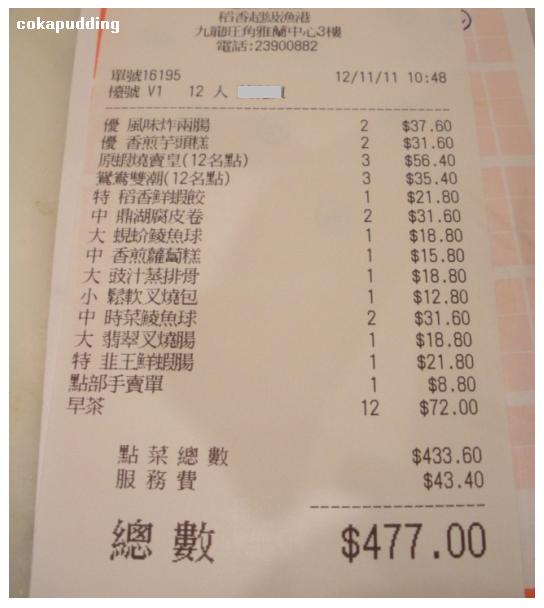 cokapudding
稻香超級漁港
九龍旺角雅蘭中心3樓
電話:23900882
單號16195 12/11/11 10:48
檯號 V1 12 人
優 風味炸兩腸 2 $37.60
優 香煎芋頭糕 2 $31.60
原蝦燒賣皇(12名點) 3 $56.40
鴛鴦雙潮(12名點) 3 $35.40
特 稻香鮮蝦餃 1 $21.80
中 鼎湖腐皮卷 2 $31.60
大 蜆蚧鯪魚球 1 $18.80
中 香煎蘿蔔糕 1 $15.80
大 豉汁蒸排骨 1 $18.80
小 鬆軟叉燒包 1 $12.80
中 時菜鯪魚球 2 $31.60
大 翡翠叉燒腸 1 $18.80
特 韭王鮮蝦腸 1 $21.80
點部手賣單 1 $8.80
早茶 12 $72.00
點菜總數 $433.60
服務費 $43.40
總數 $477.00